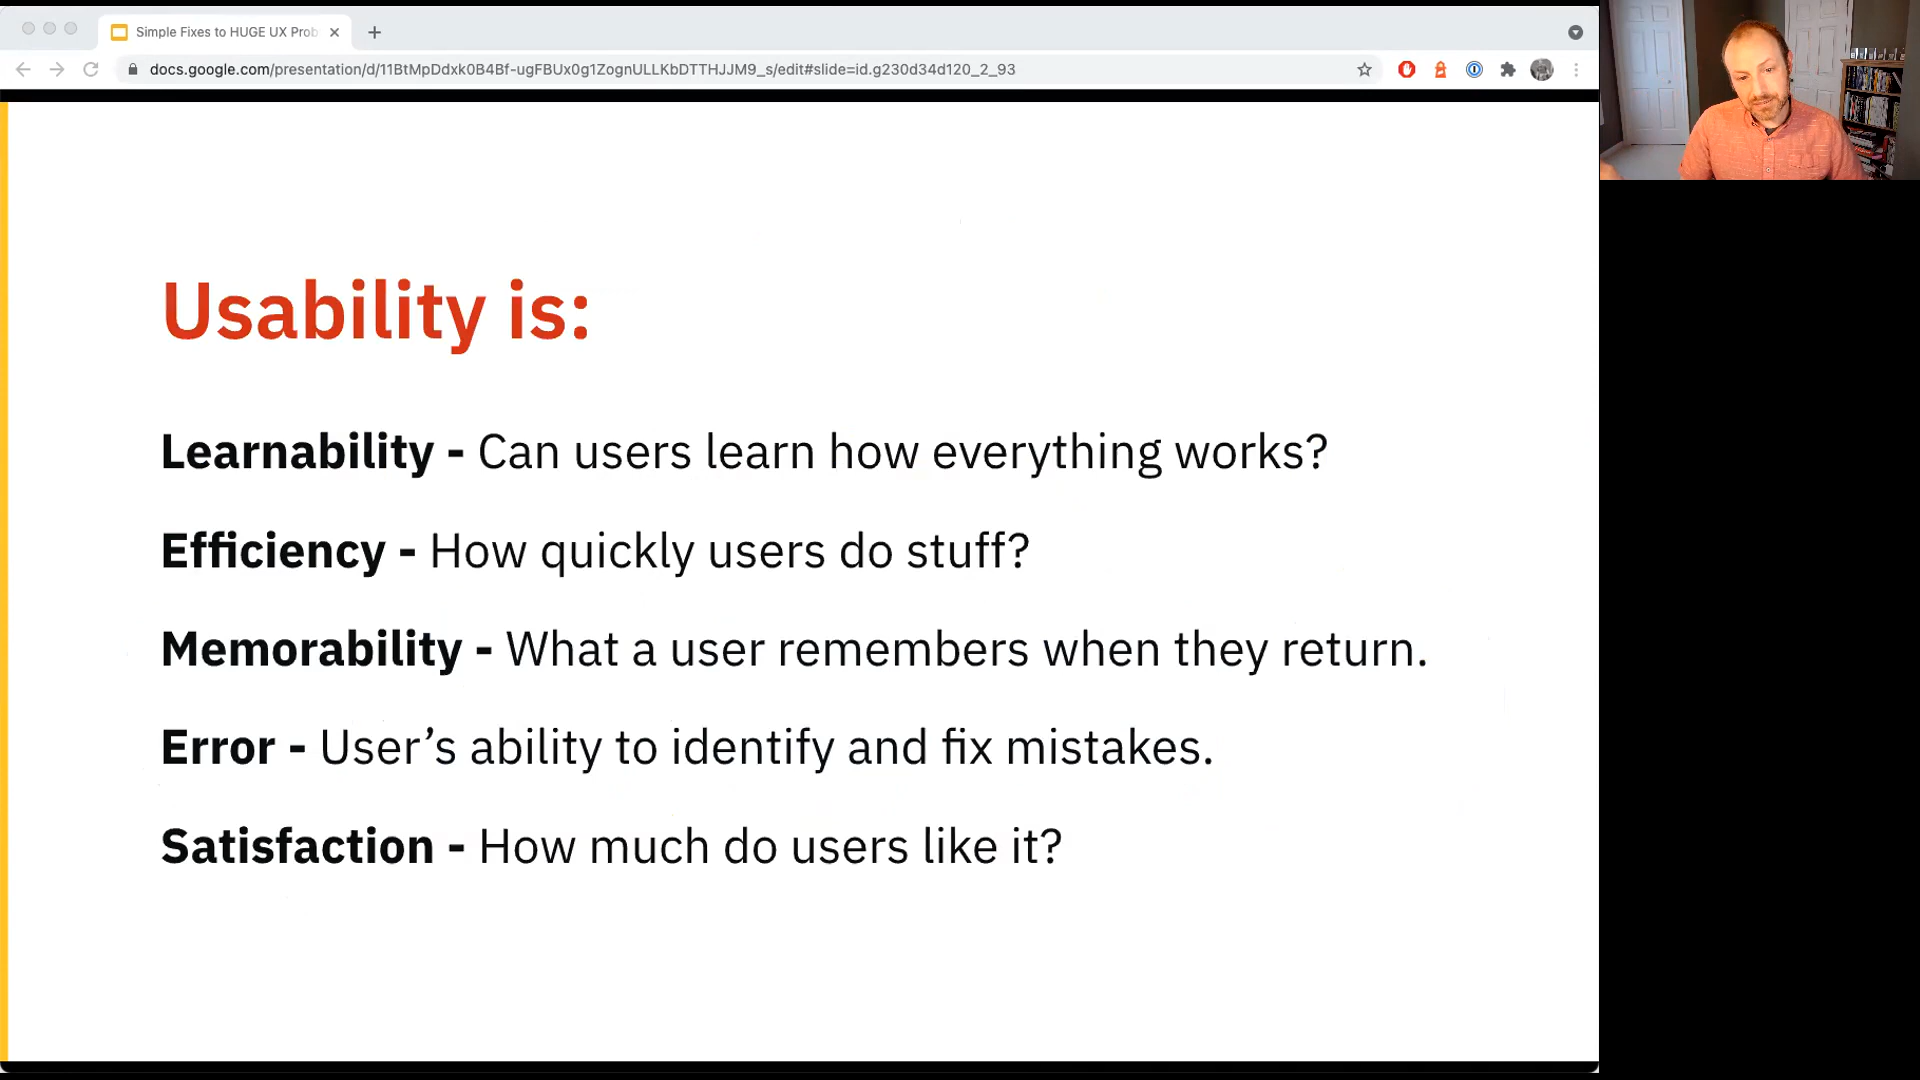 Simple Fixes to HUGE UX Prob
docs.google.com/presentation/d/11BtMpDdxk0B4Bf-ugFBUx0g1ZognULLKbDTTHJJM9_s/edit#slide=id.g230d34d120_2_93
Usability is:
Learnability - Can users learn how everything works?
Efficiency - How quickly users do stuff?
Memorability - What a user remembers when they return.
Error - User’s ability to identify and fix mistakes.
Satisfaction - How much do users like it?